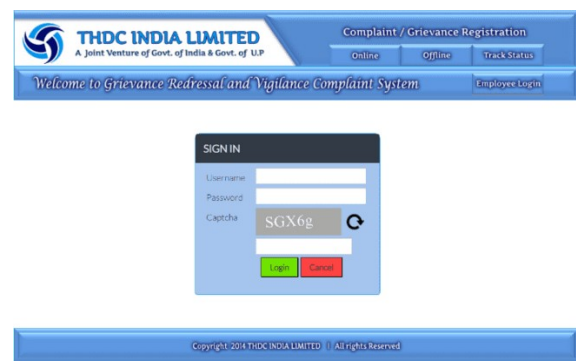 THDC INDIA LIMITED
A Joint Venture of Govt. of India & Govt. of U.P
Complaint / Grievance Registration
Online Offline Track Status
Welcome to Grievance Redressal and Vigilance Complaint System
Employee Login
SIGN IN
Username
Password
Captcha SGX6g
Login Cancel
Copyright 2014 THDC INDIA LIMITED | All rights Reserved